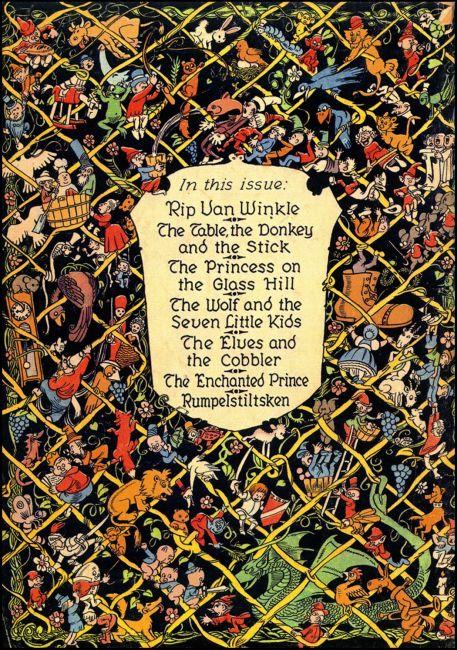 In this issue:
Rip Van Winkle
The Table, the Donkey
and the Stick
The Princess on
the Glass Hill
The Wolf and the
Seven Little Kids
The Elves and
the Cobbler
The Enchanted Prince
Rumpelstiltsken